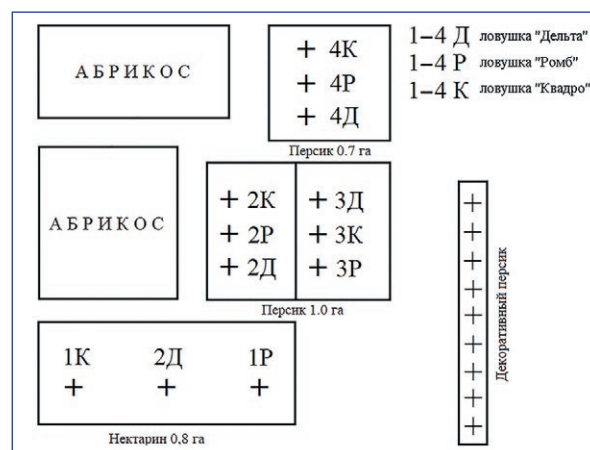 АБРИКОС
+ 4К
+ 4Р
+ 4Д
Персик 0.7 га
1–4 Д ловушка "Дельта"
1–4 Р ловушка "Ромб"
1–4 К ловушка "Квадро"
АБРИКОС
+ 2К
+ 2Р
+ 2Д
+ 3Д
+ 3К
+ 3Р
Персик 1.0 га
1К 2Д 1Р
+ + +
Нектарин 0,8 га
+
+
+
+
+
+
+
+
+
Декоративный персик